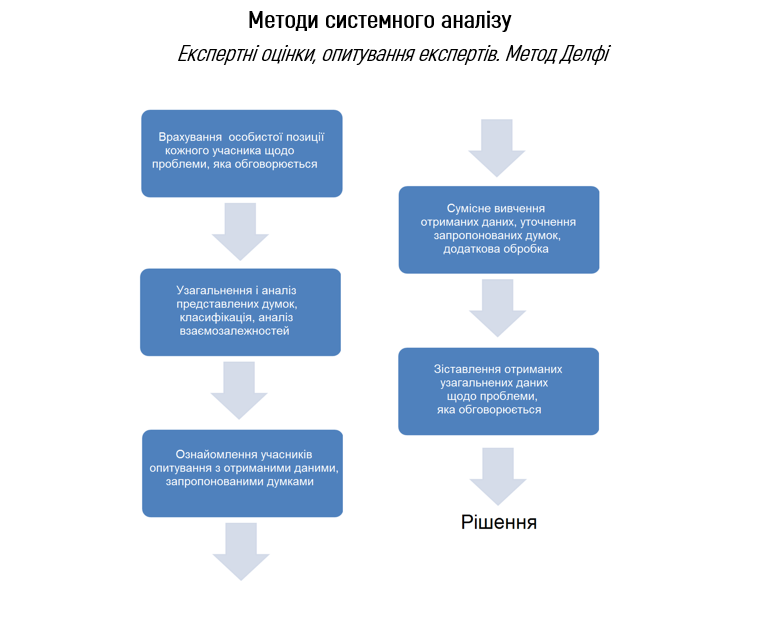 Методи системного аналізу
Експертні оцінки, опитування експертів. Метод Делфі
Врахування особистої позиції
кожного учасника щодо
проблеми, яка обговорюється
Узагальнення і аналіз
представлених думок,
класифікація, аналіз
взаємозалежностей
Ознайомлення учасників
опитування з отриманими даними,
запропонованими думками
Сумісне вивчення
отриманих даних, уточнення
запропонованих думок,
додаткова обробка
Зіставлення отриманих
узагальнених даних
щодо проблеми,
яка обговорюється
Рішення